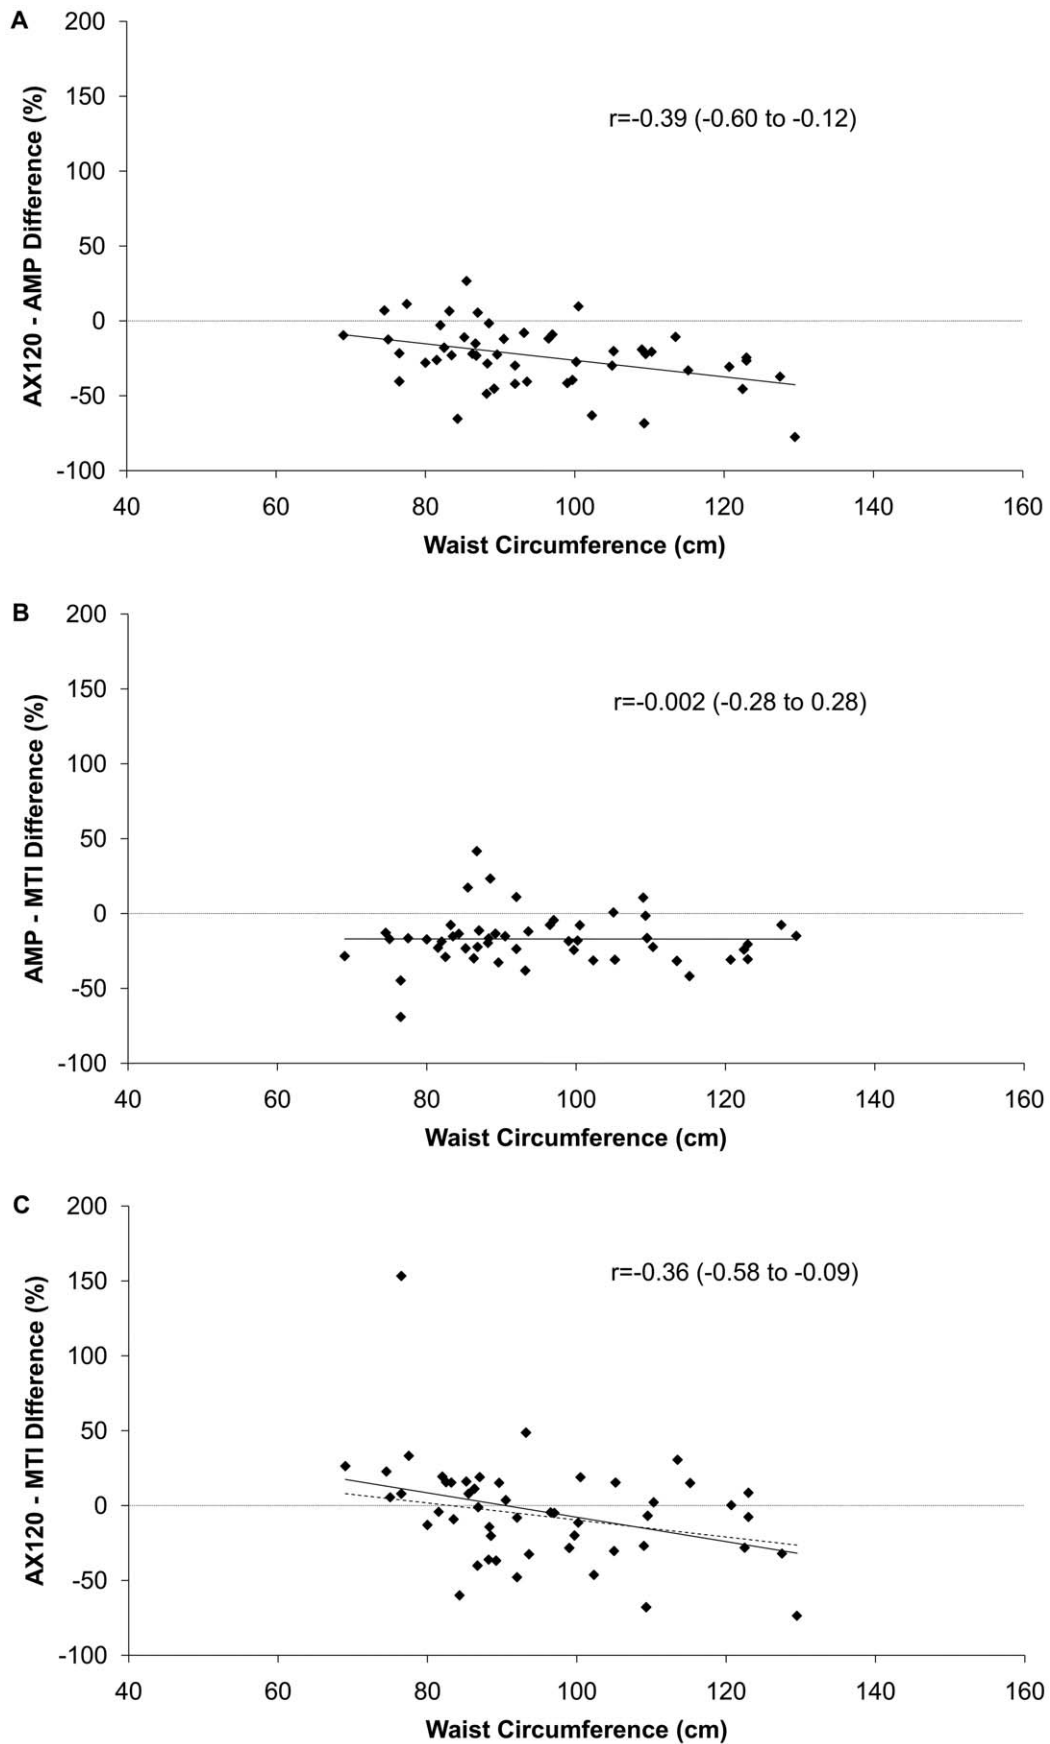 A
AX120 - AMP Difference (%)
200
150
100
50
0
-50
-100
r=-0.39 (-0.60 to -0.12)
40 60 80 100 120 140 160
Waist Circumference (cm)
B
AMP - MTI Difference (%)
200
150
100
50
0
-50
-100
r=-0.002 (-0.28 to 0.28)
40 60 80 100 120 140 160
Waist Circumference (cm)
C
AX120 - MTI Difference (%)
200
150
100
50
0
-50
-100
r=-0.36 (-0.58 to -0.09)
40 60 80 100 120 140 160
Waist Circumference (cm)